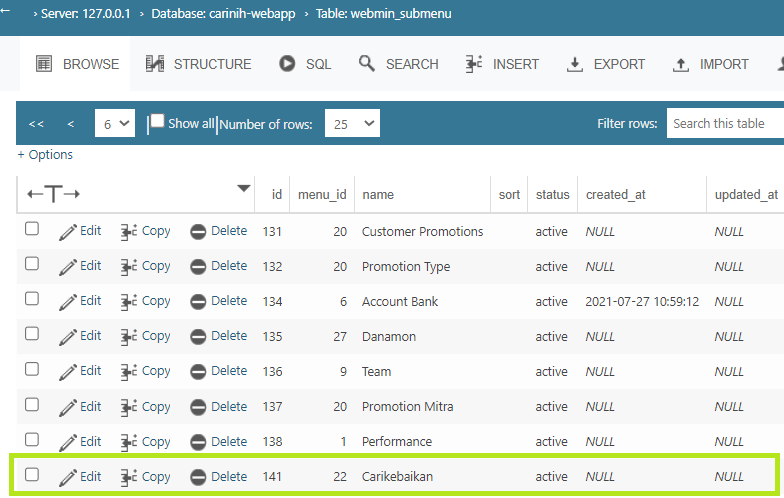 › Server: 127.0.0.1 › Database: carinih-webapp › Table: webmin_submenu
BROWSE STRUCTURE SQL SEARCH INSERT EXPORT IMPORT
<< < 6 Show all Number of rows: 25 Filter rows: Search this table
+ Options
←T→ id menu_id name sort status created_at updated_at
Edit Copy Delete 131 20 Customer Promotions active NULL NULL
Edit Copy Delete 132 20 Promotion Type active NULL NULL
Edit Copy Delete 134 6 Account Bank active 2021-07-27 10:59:12 NULL
Edit Copy Delete 135 27 Danamon active NULL NULL
Edit Copy Delete 136 9 Team active NULL NULL
Edit Copy Delete 137 20 Promotion Mitra active NULL NULL
Edit Copy Delete 138 1 Performance active NULL NULL
Edit Copy Delete 141 22 Carikebaikan active NULL NULL